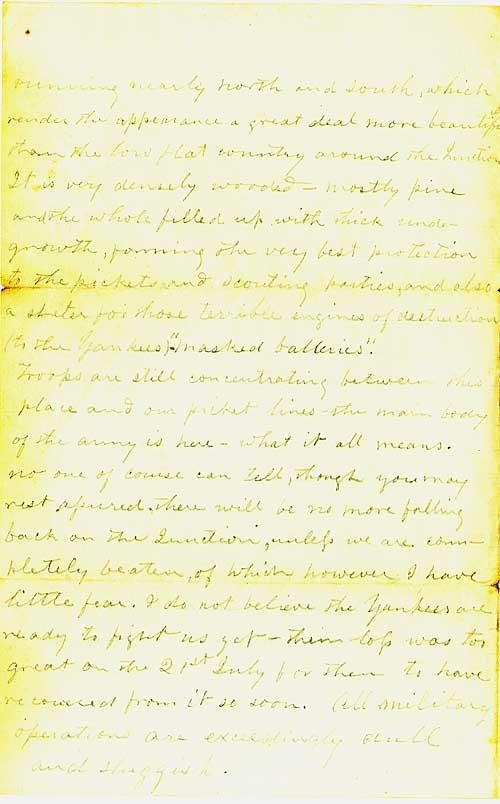 running nearly north and south, which
render the appearance a great deal more beautiful
than the low flat country around the Junction
It is very densely wooded – mostly pine
and the whole filled up with thick under-
growth, forming the very best protection
to the pickets and scouting parties, and also
a shelter for those terrible engines of destruction
(to the Yankees) "masked batteries".
Troops are still concentrating between this
place and our picket lines – the main body
of the army is here – what it all means.
no one of course can tell, though you may
rest assured, there will be no more falling
back on the Junction, unless we are com–
pletely beaten, of which however I have
little fear. I do not believe the Yankees are
ready to fight us yet – their loss was too
great on the 21st July for them to have
recovered from it so soon. All military
operations are exceedingly dull
and sluggish.